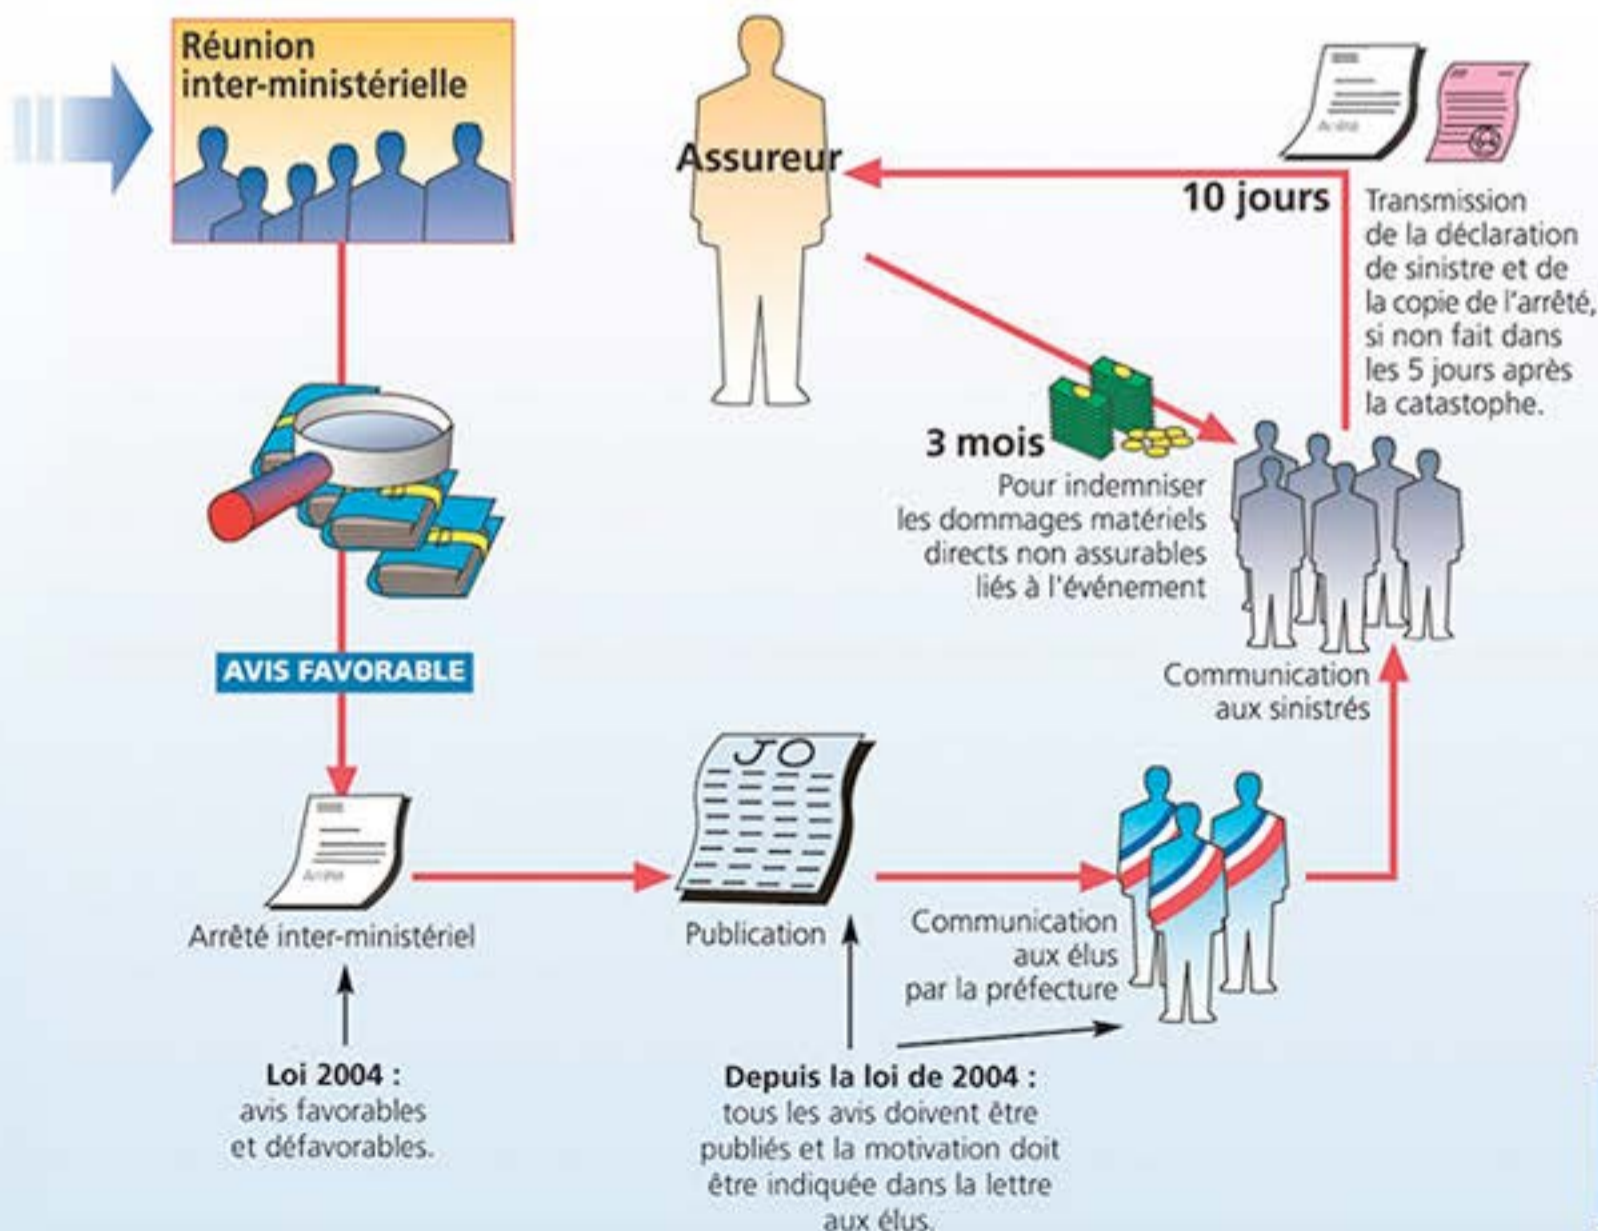 Réunion
inter-ministérielle
Assureur
10 jours
Arrêté
Transmission
de la déclaration
de sinistre et de
la copie de l'arrêté,
si non fait dans
les 5 jours après
la catastophe.
3 mois
Pour indemniser
les dommages matériels
directs non assurables
liés à l'événement
Communication
aux sinistrés
AVIS FAVORABLE
Arrêté
Arrêté inter-ministériel
JO
Publication
Communication
aux élus
par la préfecture
Loi 2004 :
avis favorables
et défavorables.
Depuis la loi de 2004 :
tous les avis doivent être
publiés et la motivation doit
être indiquée dans la lettre
aux élus.